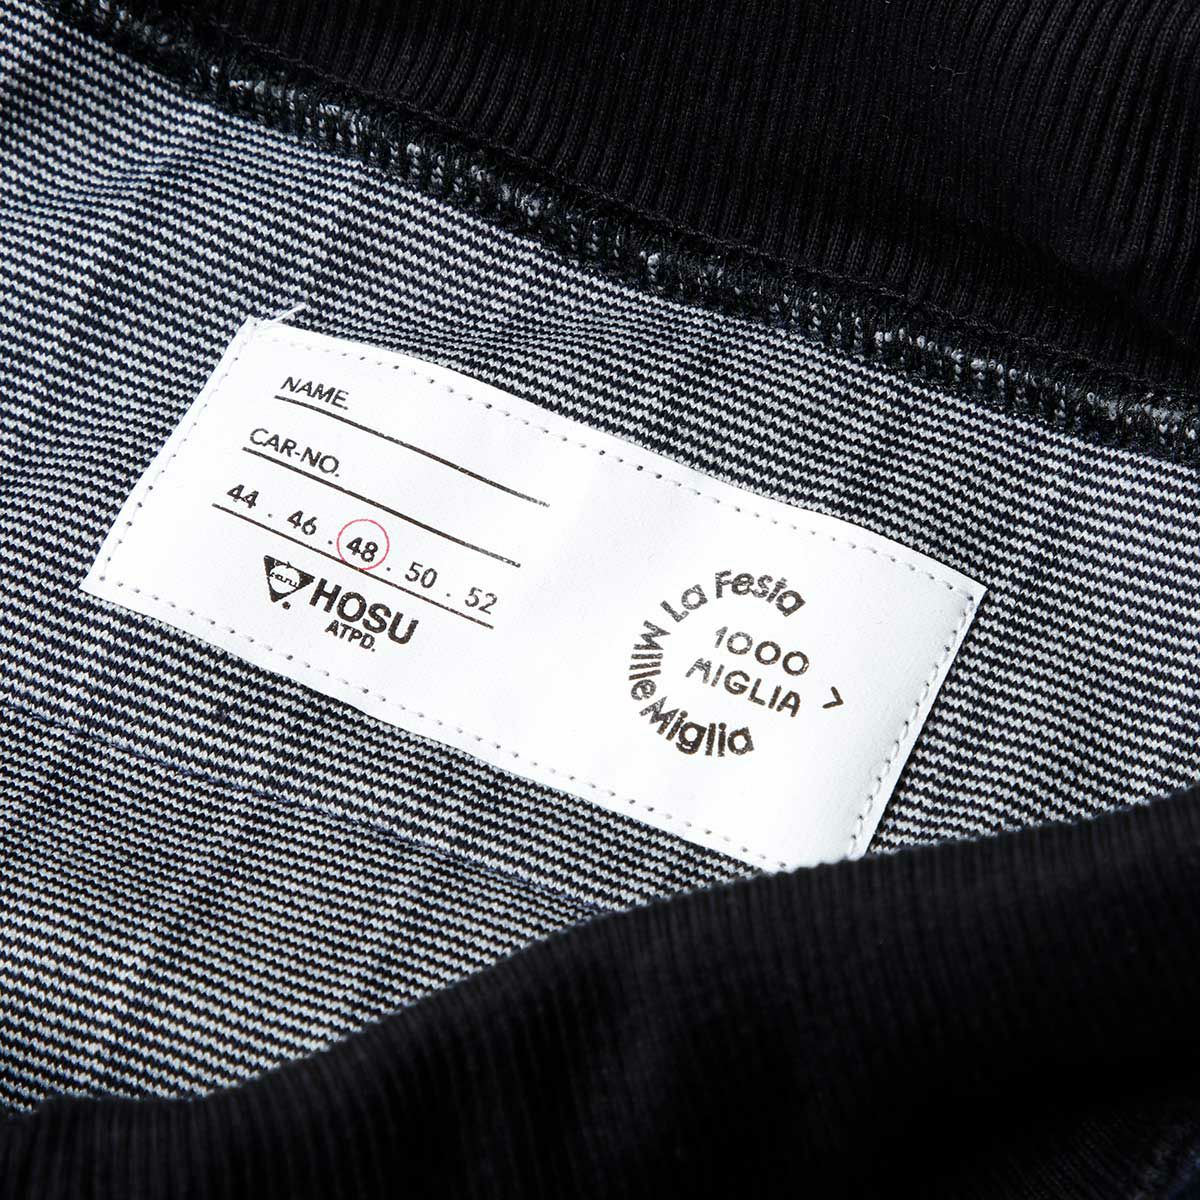 NAME.
CAR-NO.
44 . 46 . 48 . 50 . 52
HOSU
ATPD.
La Festa
1000
MIGLIA >
Mille Miglia